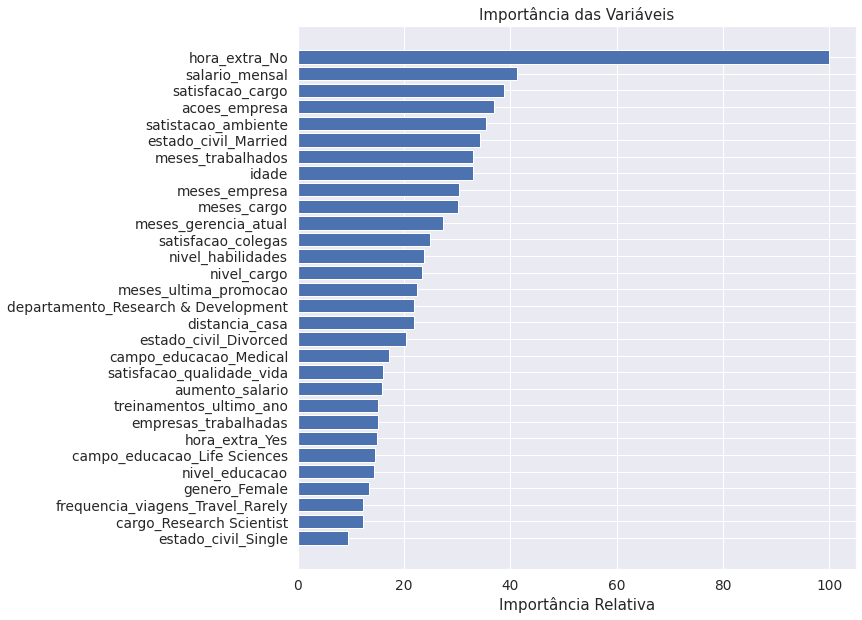 Importância das Variáveis
hora_extra_No
salario_mensal
satisfacao_cargo
acoes_empresa
satistacao_ambiente
estado_civil_Married
meses_trabalhados
idade
meses_empresa
meses_cargo
meses_gerencia_atual
satisfacao_colegas
nivel_habilidades
nivel_cargo
meses_ultima_promocao
departamento_Research & Development
distancia_casa
estado_civil_Divorced
campo_educacao_Medical
satisfacao_qualidade_vida
aumento_salario
treinamentos_ultimo_ano
empresas_trabalhadas
hora_extra_Yes
campo_educacao_Life Sciences
nivel_educacao
genero_Female
frequencia_viagens_Travel_Rarely
cargo_Research Scientist
estado_civil_Single
0 20 40 60 80 100
Importância Relativa